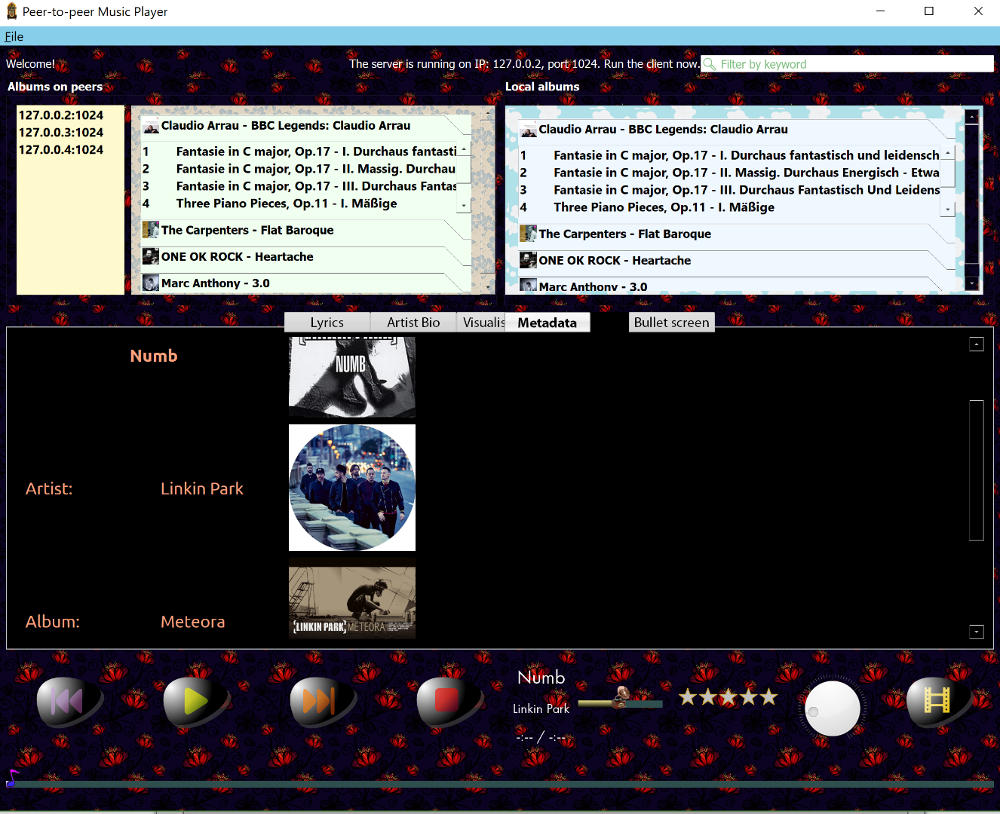 Peer-to-peer Music Player
File
Welcome!
The server is running on IP: 127.0.0.2, port 1024. Run the client now.
Filter by keyword
Albums on peers
Local albums
127.0.0.2:1024
127.0.0.3:1024
127.0.0.4:1024
Claudio Arrau - BBC Legends: Claudio Arrau
1 Fantasie in C major, Op.17 - I. Durchaus fantasti
2 Fantasie in C major, Op.17 - II. Massig. Durchau
3 Fantasie in C major, Op.17 - III. Durchaus Fantas
4 Three Piano Pieces, Op.11 - I. Mäßige
The Carpenters - Flat Baroque
ONE OK ROCK - Heartache
Marc Anthony - 3.0
Claudio Arrau - BBC Legends: Claudio Arrau
1 Fantasie in C major, Op.17 - I. Durchaus fantastisch und leidensch
2 Fantasie in C major, Op.17 - II. Massig. Durchaus Energisch - Etwa
3 Fantasie in C major, Op.17 - III. Durchaus Fantastisch Und Leidens
4 Three Piano Pieces, Op.11 - I. Mäßige
The Carpenters - Flat Baroque
ONE OK ROCK - Heartache
Marc Anthony - 3.0
Lyrics
Artist Bio
Visualis
Metadata
Bullet screen
Numb
NUMB
Artist: Linkin Park
Album: Meteora
[LINKIN PARK] METEORA
Numb
Linkin Park
-:-- / -:--